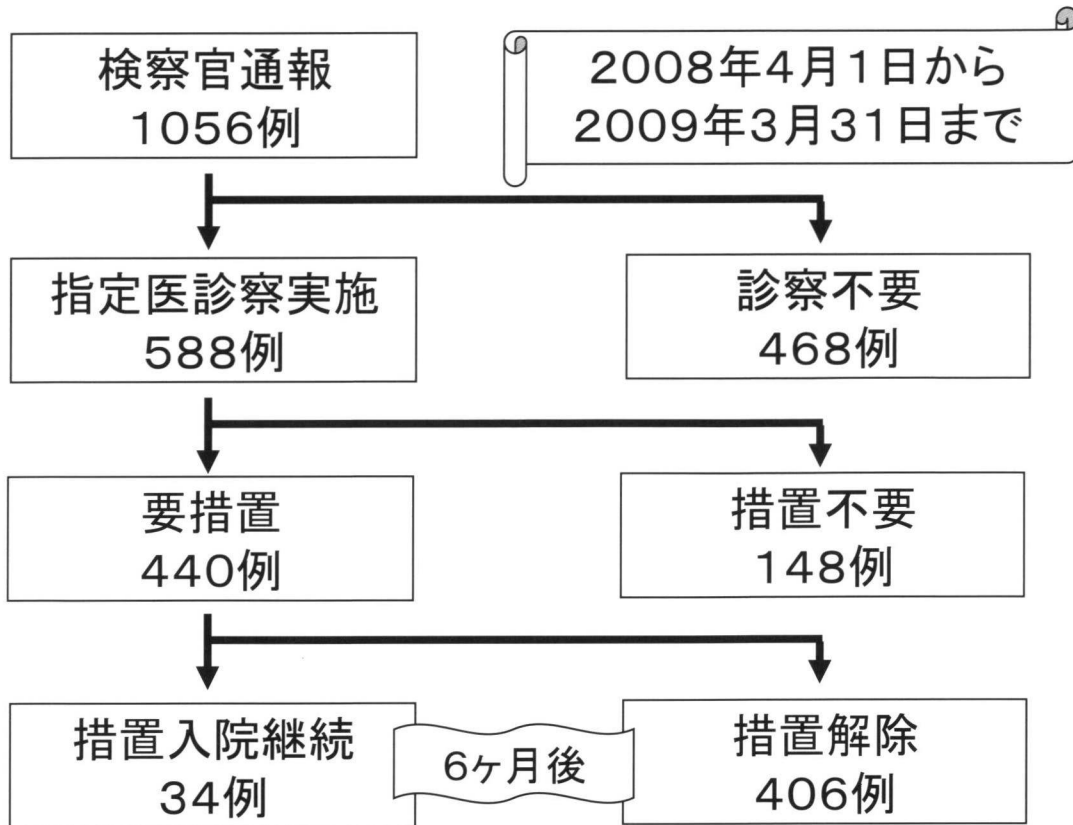 検察官通報
1056例
2008年4月1日から
2009年3月31日まで
指定医診察実施
588例
診察不要
468例
要措置
440例
措置不要
148例
措置入院継続
34例
6ヶ月後
措置解除
406例